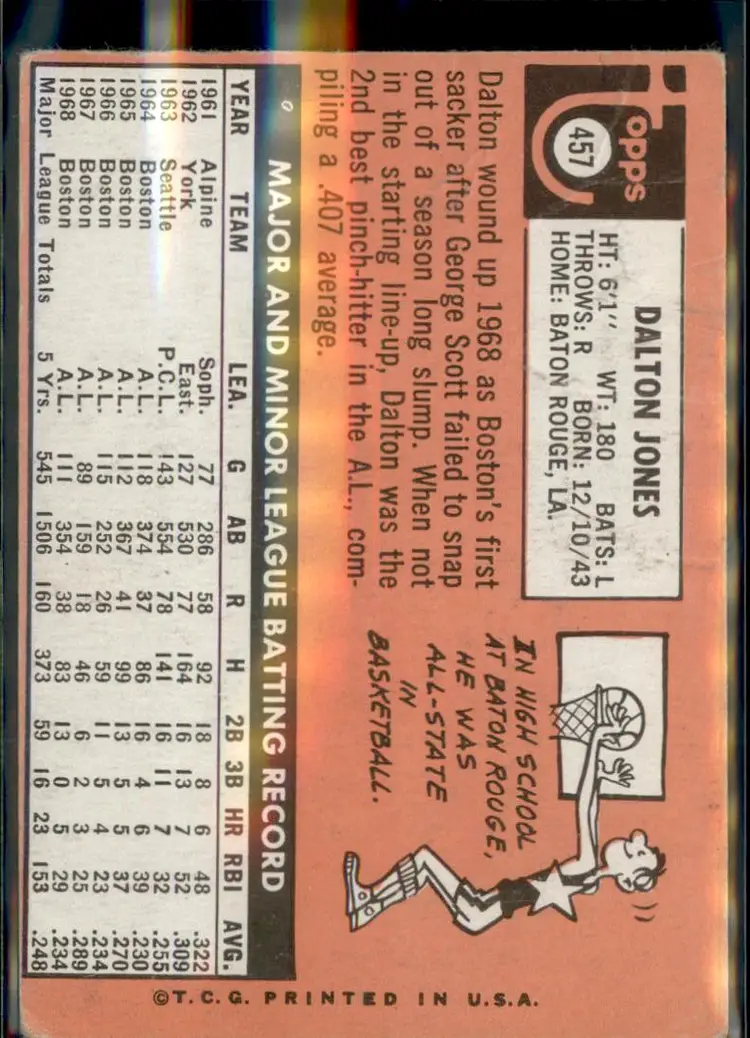 Topps
457
DALTON JONES
HT: 6'1" WT: 180 BATS: L
THROWS: R BORN: 12/10/43
HOME: BATON ROUGE, LA.
Dalton wound up 1968 as Boston's first
sacker after George Scott failed to snap
out of a season long slump. When not
in the starting line-up, Dalton was the
2nd best pinch-hitter in the A.L., com-
piling a .407 average.
IN HIGH SCHOOL
AT BATON ROUGE,
HE WAS
ALL-STATE
IN
BASKETBALL.
MAJOR AND MINOR LEAGUE BATTING RECORD
YEAR TEAM LEA. G AB R H 2B 3B HR RBI AVG.
1961 Alpine Soph. 77 286 58 92 18 8 6 48 .322
1962 York East. 127 530 77 164 16 13 7 52 .309
1963 Seattle P.C.L. 143 554 78 141 16 11 7 32 .255
1964 Boston A.L. 118 374 37 86 16 4 6 39 .230
1965 Boston A.L. 112 367 41 99 13 5 5 37 .270
1966 Boston A.L. 115 252 26 59 11 5 4 23 .234
1967 Boston A.L. 89 159 18 46 6 2 3 25 .289
1968 Boston A.L. 111 354 38 83 13 0 5 29 .234
Major League Totals 5 Yrs. 545 1506 160 373 59 16 23 153 .248
©T.C.G. PRINTED IN U.S.A.